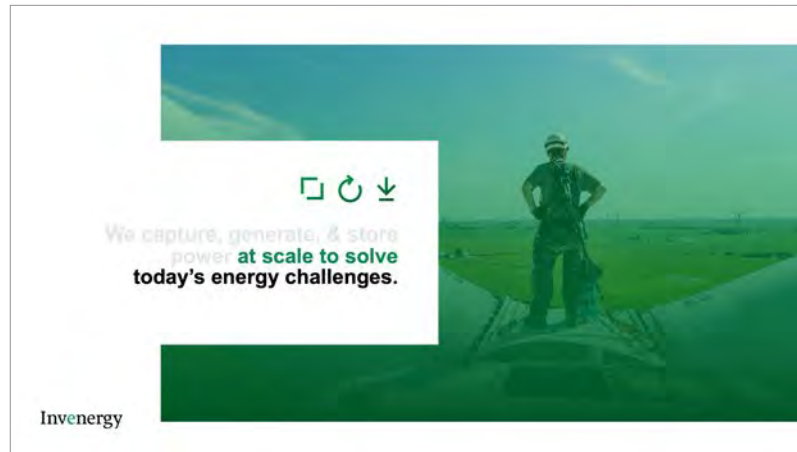 We capture, generate, & store
power at scale to solve
today's energy challenges.
Invenergy